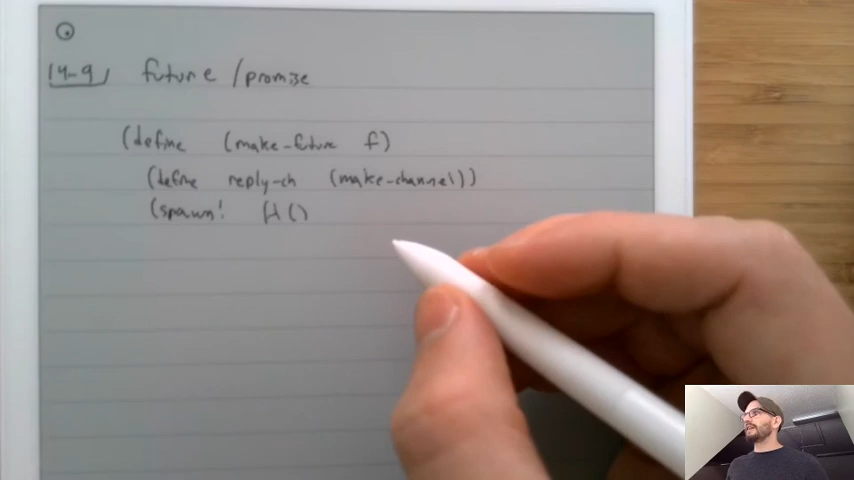 14-9 future/promise
(define (make-future f)
(define reply-ch (make-channel))
(spawn! (λ ()